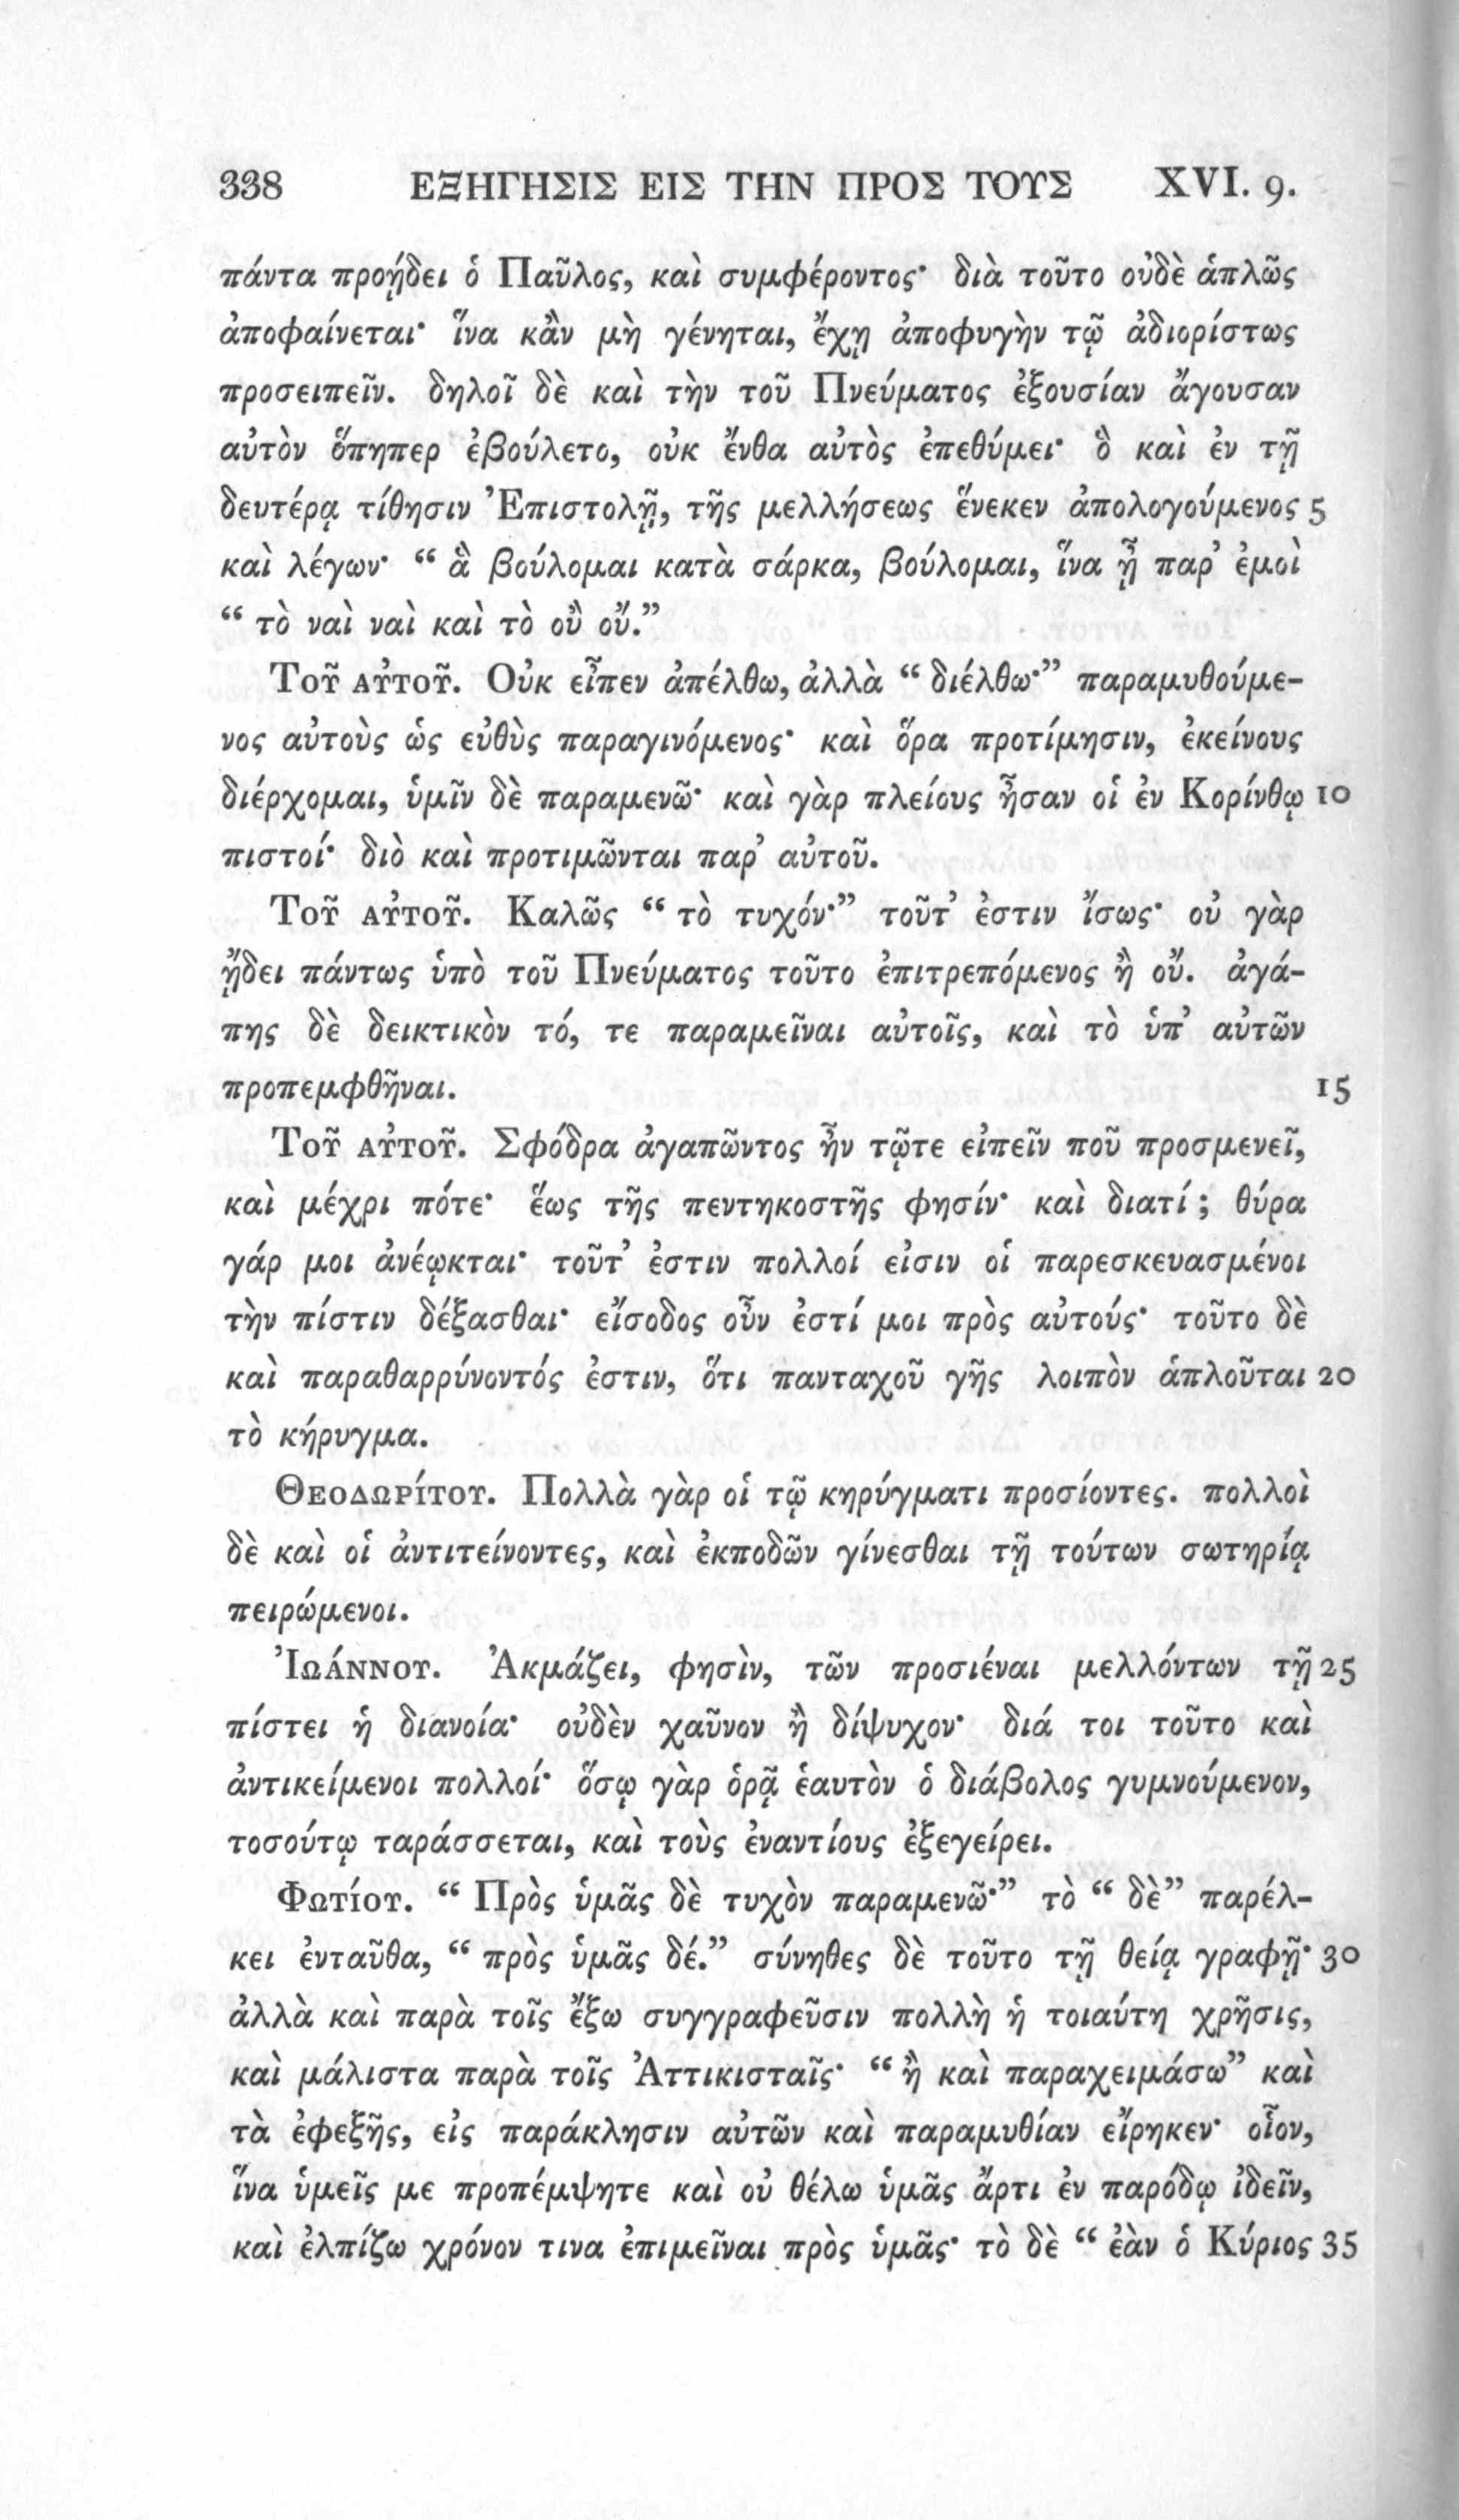 338 ΕΞΗΓΗΣΙΣ ΕΙΣ ΤΗΝ ΠΡΟΣ ΤΟΥΣ XVI. 9.
πάντα προῄδει ὁ Παῦλος, καὶ συμφέροντος· διὰ τοῦτο οὐδὲ ἁπλῶς
ἀποφαίνεται· ἵνα κἂν μὴ γένηται, ἔχῃ ἀποφυγὴν τῷ ἀδιορίστως
προσειπεῖν. δηλοῖ δὲ καὶ τὴν τοῦ Πνεύματος ἐξουσίαν ἄγουσαν
αὐτὸν ὅπηπερ ἐβούλετο, οὐκ ἔνθα αὐτὸς ἐπεθύμει· ὃ καὶ ἐν τῇ
δευτέρᾳ τίθησιν Ἐπιστολῇ, τῆς μελλήσεως ἕνεκεν ἀπολογούμενος 5
καὶ λέγων· “ ἃ βούλομαι κατὰ σάρκα, βούλομαι, ἵνα ᾖ παρ’ ἐμοὶ
“ τὸ ναὶ ναὶ καὶ τὸ οὒ οὔ.”
Τοῦ αὐτοῦ. Οὐκ εἶπεν ἀπέλθω, ἀλλὰ “ διέλθω·” παραμυθούμε-
νος αὐτοὺς ὡς εὐθὺς παραγινόμενος· καὶ ὅρα προτίμησιν, ἐκείνους
διέρχομαι, ὑμῖν δὲ παραμενῶ· καὶ γὰρ πλείους ἦσαν οἱ ἐν Κορίνθῳ 10
πιστοί· διὸ καὶ προτιμῶνται παρ’ αὐτοῦ.
Τοῦ αὐτοῦ. Καλῶς “ τὸ τυχόν·” τοῦτ’ ἐστιν ἴσως· οὐ γὰρ
ᾔδει πάντως ὑπὸ τοῦ Πνεύματος τοῦτο ἐπιτρεπόμενος ἢ οὔ. ἀγά-
πης δὲ δεικτικὸν τό, τε παραμεῖναι αὐτοῖς, καὶ τὸ ὑπ’ αὐτῶν
προπεμφθῆναι. 15
Τοῦ αὐτοῦ. Σφόδρα ἀγαπῶντος ἦν τῷτε εἰπεῖν ποῦ προσμενεῖ,
καὶ μέχρι πότε· ἕως τῆς πεντηκοστῆς φησίν· καὶ διατί ; θύρα
γάρ μοι ἀνέῳκται· τοῦτ’ ἐστιν πολλοί εἰσιν οἱ παρεσκευασμένοι
τὴν πίστιν δέξασθαι· εἴσοδος οὖν ἐστί μοι πρὸς αὐτούς· τοῦτο δὲ
καὶ παραθαρρύνοντός ἐστιν, ὅτι πανταχοῦ γῆς λοιπὸν ἁπλοῦται 20
τὸ κήρυγμα.
Θεοδωρίτου. Πολλὰ γὰρ οἱ τῷ κηρύγματι προσίοντες. πολλοὶ
δὲ καὶ οἱ ἀντιτείνοντες, καὶ ἐκποδῶν γίνεσθαι τῇ τούτων σωτηρίᾳ
πειρώμενοι.
Ἰωάννου. Ἀκμάζει, φησὶν, τῶν προσιέναι μελλόντων τῇ 25
πίστει ἡ διανοία· οὐδὲν χαῦνον ἢ δίψυχον· διά τοι τοῦτο καὶ
ἀντικείμενοι πολλοί· ὅσῳ γὰρ ὁρᾷ ἑαυτὸν ὁ διάβολος γυμνούμενον,
τοσούτῳ ταράσσεται, καὶ τοὺς ἐναντίους ἐξεγείρει.
Φωτίου. “ Πρὸς ὑμᾶς δὲ τυχὸν παραμενῶ·” τὸ “ δὲ” παρέλ-
κει ἐνταῦθα, “ πρὸς ὑμᾶς δέ.” σύνηθες δὲ τοῦτο τῇ θείᾳ γραφῇ· 30
ἀλλὰ καὶ παρὰ τοῖς ἔξω συγγραφεῦσιν πολλὴ ἡ τοιαύτη χρῆσις,
καὶ μάλιστα παρὰ τοῖς Ἀττικισταῖς· “ ἢ καὶ παραχειμάσω” καὶ
τὰ ἐφεξῆς, εἰς παράκλησιν αὐτῶν καὶ παραμυθίαν εἴρηκεν· οἷον,
ἵνα ὑμεῖς με προπέμψητε καὶ οὐ θέλω ὑμᾶς ἄρτι ἐν παρόδῳ ἰδεῖν,
καὶ ἐλπίζω χρόνον τινα ἐπιμεῖναι πρὸς ὑμᾶς· τὸ δὲ “ ἐὰν ὁ Κύριος 35